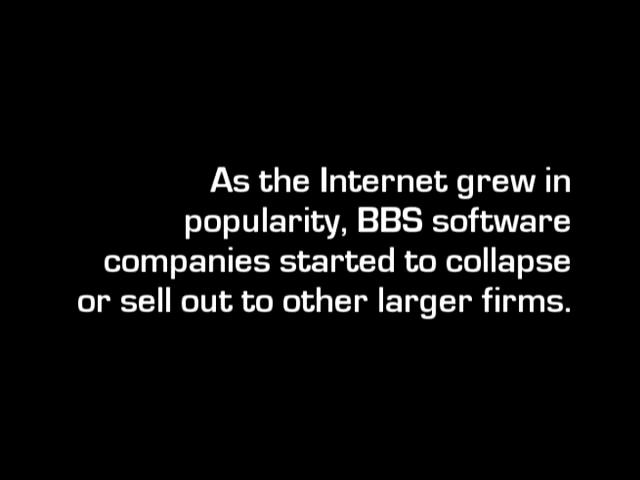 As the Internet grew in
popularity, BBS software
companies started to collapse
or sell out to other larger firms.